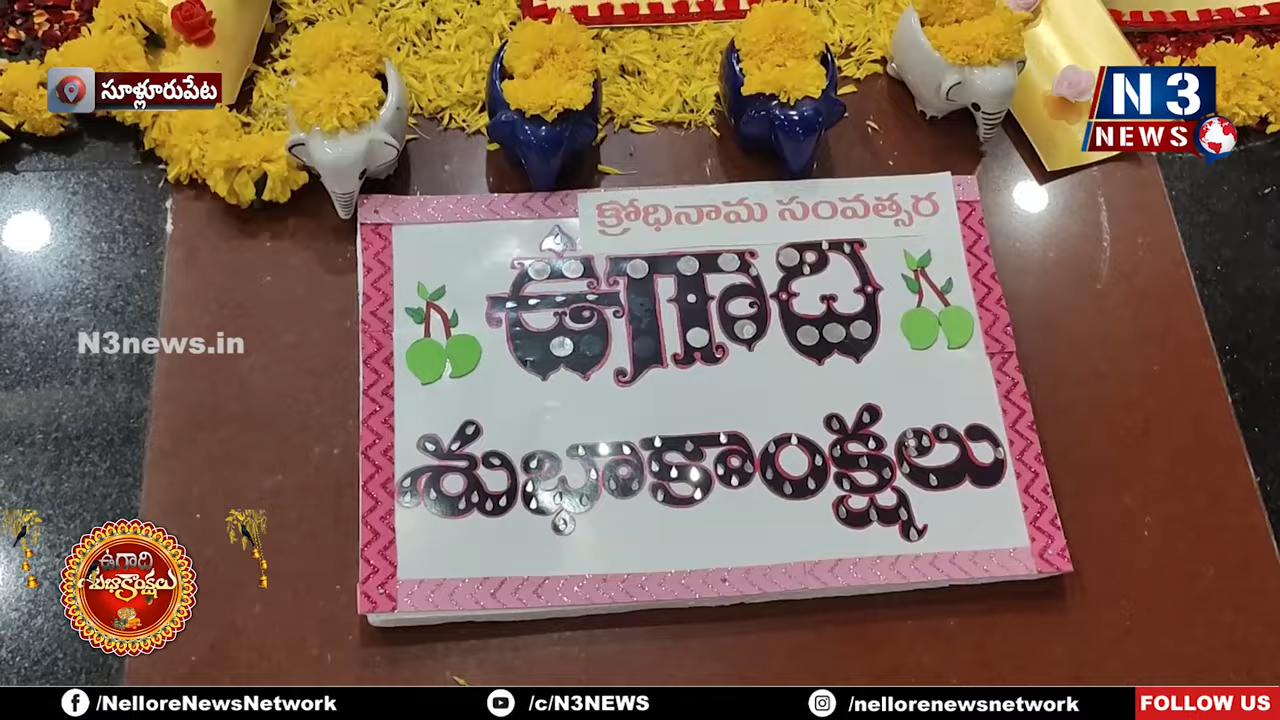 సూళ్లూరుపేట
N3
NEWS
క్రోధినామ సంవత్సర
ఉగాది
శుభాకాంక్షలు
N3news.in
ఉగాది
శుభాకాంక్షలు
/NelloreNewsNetwork
/c/N3NEWS
/nellorenewsnetwork
FOLLOW US